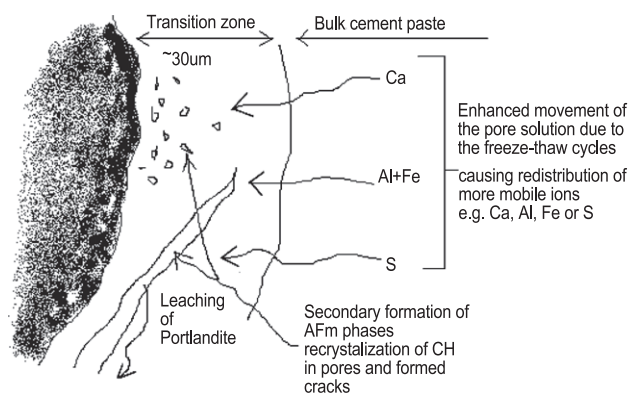 Transition zone
Bulk cement paste
~30um
Ca
Al+Fe
S
Enhanced movement of
the pore solution due to
the freeze-thaw cycles
causing redistribution of
more mobile ions
e.g. Ca, Al, Fe or S
Leaching
of
Portlandite
Secondary formation of
AFm phases
recrystalization of CH
in pores and formed
cracks